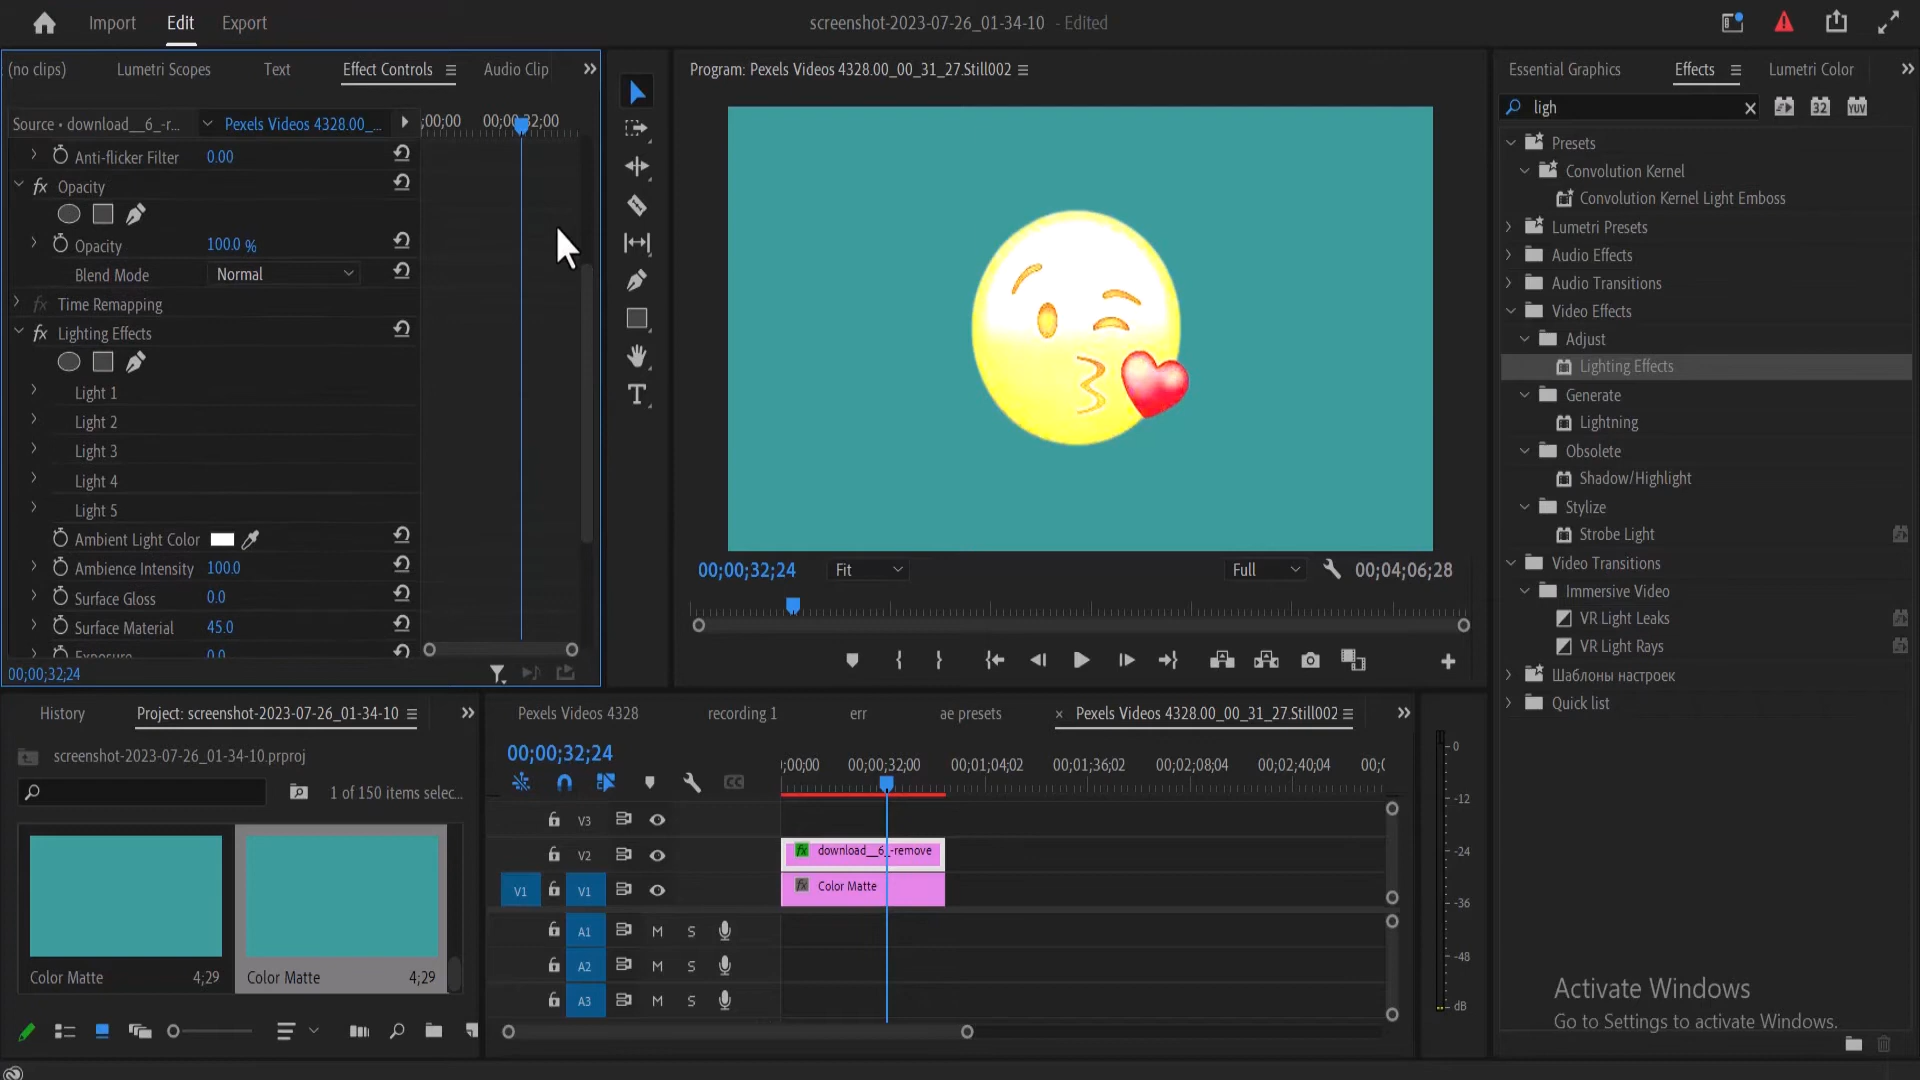 Import
Edit
Export
screenshot-2023-07-26_01-34-10 - Edited
(no clips)
Lumetri Scopes
Text
Effect Controls
Audio Clip
Source • download__6_-r...
Pexels Videos 4328.00_...
;00;00
00;00;32;00
Anti-flicker Filter 0.00
fx Opacity
Opacity 100.0 %
Blend Mode Normal
fx Time Remapping
fx Lighting Effects
Light 1
Light 2
Light 3
Light 4
Light 5
Ambient Light Color
Ambience Intensity 100.0
Surface Gloss 0.0
Surface Material 45.0
Exposure 0.0
00;00;32;24
T
Program: Pexels Videos 4328.00_00_31_27.Still002
00;00;32;24
Fit
Full
00;04;06;28
Essential Graphics
Effects
Lumetri Color
ligh
32
YUV
Presets
Convolution Kernel
Convolution Kernel Light Emboss
Lumetri Presets
Audio Effects
Audio Transitions
Video Effects
Adjust
Lighting Effects
Generate
Lightning
Obsolete
Shadow/Highlight
Stylize
Strobe Light
Video Transitions
Immersive Video
VR Light Leaks
VR Light Rays
Шаблоны настроек
Quick list
History
Project: screenshot-2023-07-26_01-34-10
screenshot-2023-07-26_01-34-10.prproj
1 of 150 items selec...
Color Matte 4;29
Color Matte 4;29
Pexels Videos 4328
recording 1
err
ae presets
× Pexels Videos 4328.00_00_31_27.Still002
00;00;32;24
CC
;00;00
00;00;32;00
00;01;04;02
00;01;36;02
00;02;08;04
00;02;40;04
00;0
V3
V2
fx download__6_-remove
V1 V1
fx Color Matte
A1 M S
A2 M S
A3 M S
0
-12
-24
-36
-48
dB
Activate Windows
Go to Settings to activate Windows.